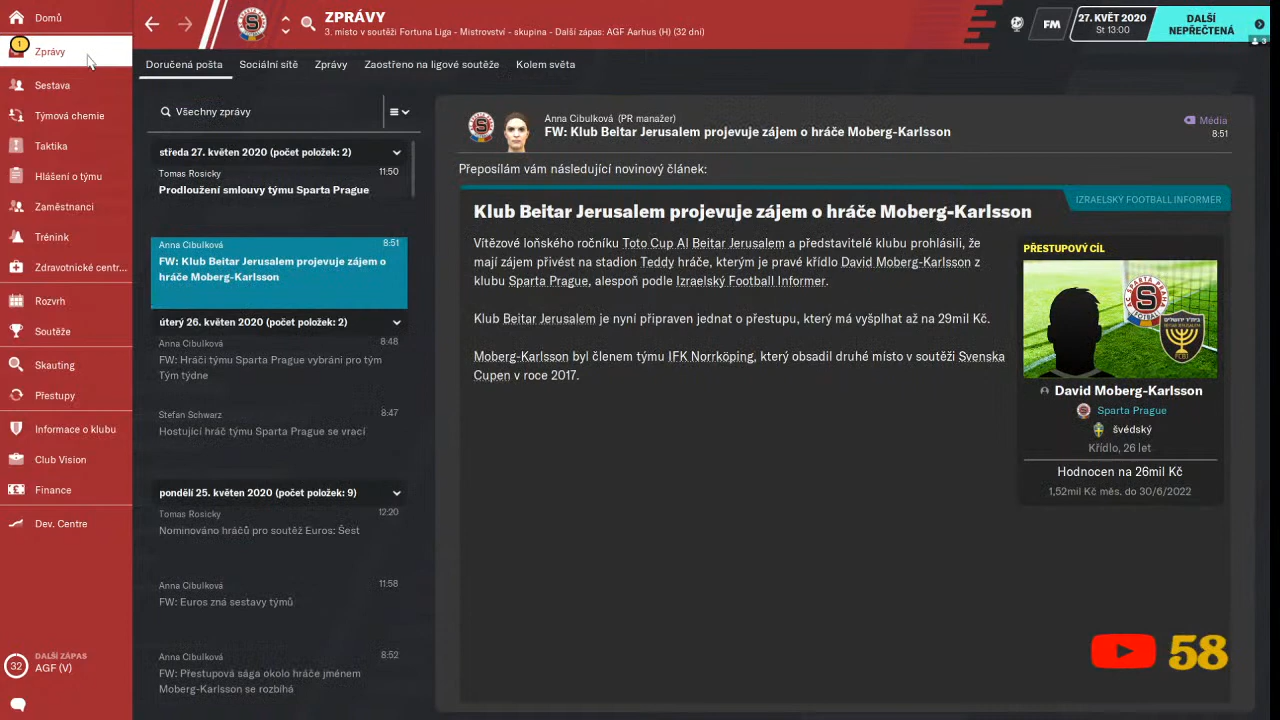 Domů
1
Zprávy
Sestava
Týmová chemie
Taktika
Hlášení o týmu
Zaměstnanci
Trénink
Zdravotnické centr...
Rozvrh
Soutěže
Skauting
Přestupy
Informace o klubu
Club Vision
Finance
Dev. Centre
32
DALŠÍ ZÁPAS
AGF (V)
ZPRÁVY
3. místo v soutěži Fortuna Liga - Mistrovství - skupina - Další zápas: AGF Aarhus (H) (32 dní)
FM
27. KVĚT 2020
St 13:00
DALŠÍ
NEPŘEČTENÁ
3
Doručená pošta
Sociální sítě
Zprávy
Zaostřeno na ligové soutěže
Kolem světa
Všechny zprávy
středa 27. květen 2020 (počet položek: 2)
Tomas Rosicky 11:50
Prodloužení smlouvy týmu Sparta Prague
Anna Cibulková 8:51
FW: Klub Beitar Jerusalem projevuje zájem o
hráče Moberg-Karlsson
úterý 26. květen 2020 (počet položek: 2)
Anna Cibulková 8:48
FW: Hráči týmu Sparta Prague vybráni pro tým
Tým týdne
Stefan Schwarz 8:47
Hostující hráč týmu Sparta Prague se vrací
pondělí 25. květen 2020 (počet položek: 9)
Tomas Rosicky 12:20
Nominováno hráčů pro soutěž Euros: Šest
Anna Cibulková 11:58
FW: Euros zná sestavy týmů
Anna Cibulková 8:52
FW: Přestupová sága okolo hráče jménem
Moberg-Karlsson se rozbíhá
Anna Cibulková (PR manažer)
FW: Klub Beitar Jerusalem projevuje zájem o hráče Moberg-Karlsson
Média
8:51
Přeposílám vám následující novinový článek:
IZRAELSKÝ FOOTBALL INFORMER
Klub Beitar Jerusalem projevuje zájem o hráče Moberg-Karlsson
Vítězové loňského ročníku Toto Cup Al Beitar Jerusalem a představitelé klubu prohlásili, že
mají zájem přivést na stadion Teddy hráče, kterým je pravé křídlo David Moberg-Karlsson z
klubu Sparta Prague, alespoň podle Izraelský Football Informer.
Klub Beitar Jerusalem je nyní připraven jednat o přestupu, který má vyšplhat až na 29mil Kč.
Moberg-Karlsson byl členem týmu IFK Norrköping, který obsadil druhé místo v soutěži Svenska
Cupen v roce 2017.
PŘESTUPOVÝ CÍL
David Moberg-Karlsson
Sparta Prague
švédský
Křídlo, 26 let
Hodnocen na 26mil Kč
1,52mil Kč měs. do 30/6/2022
58